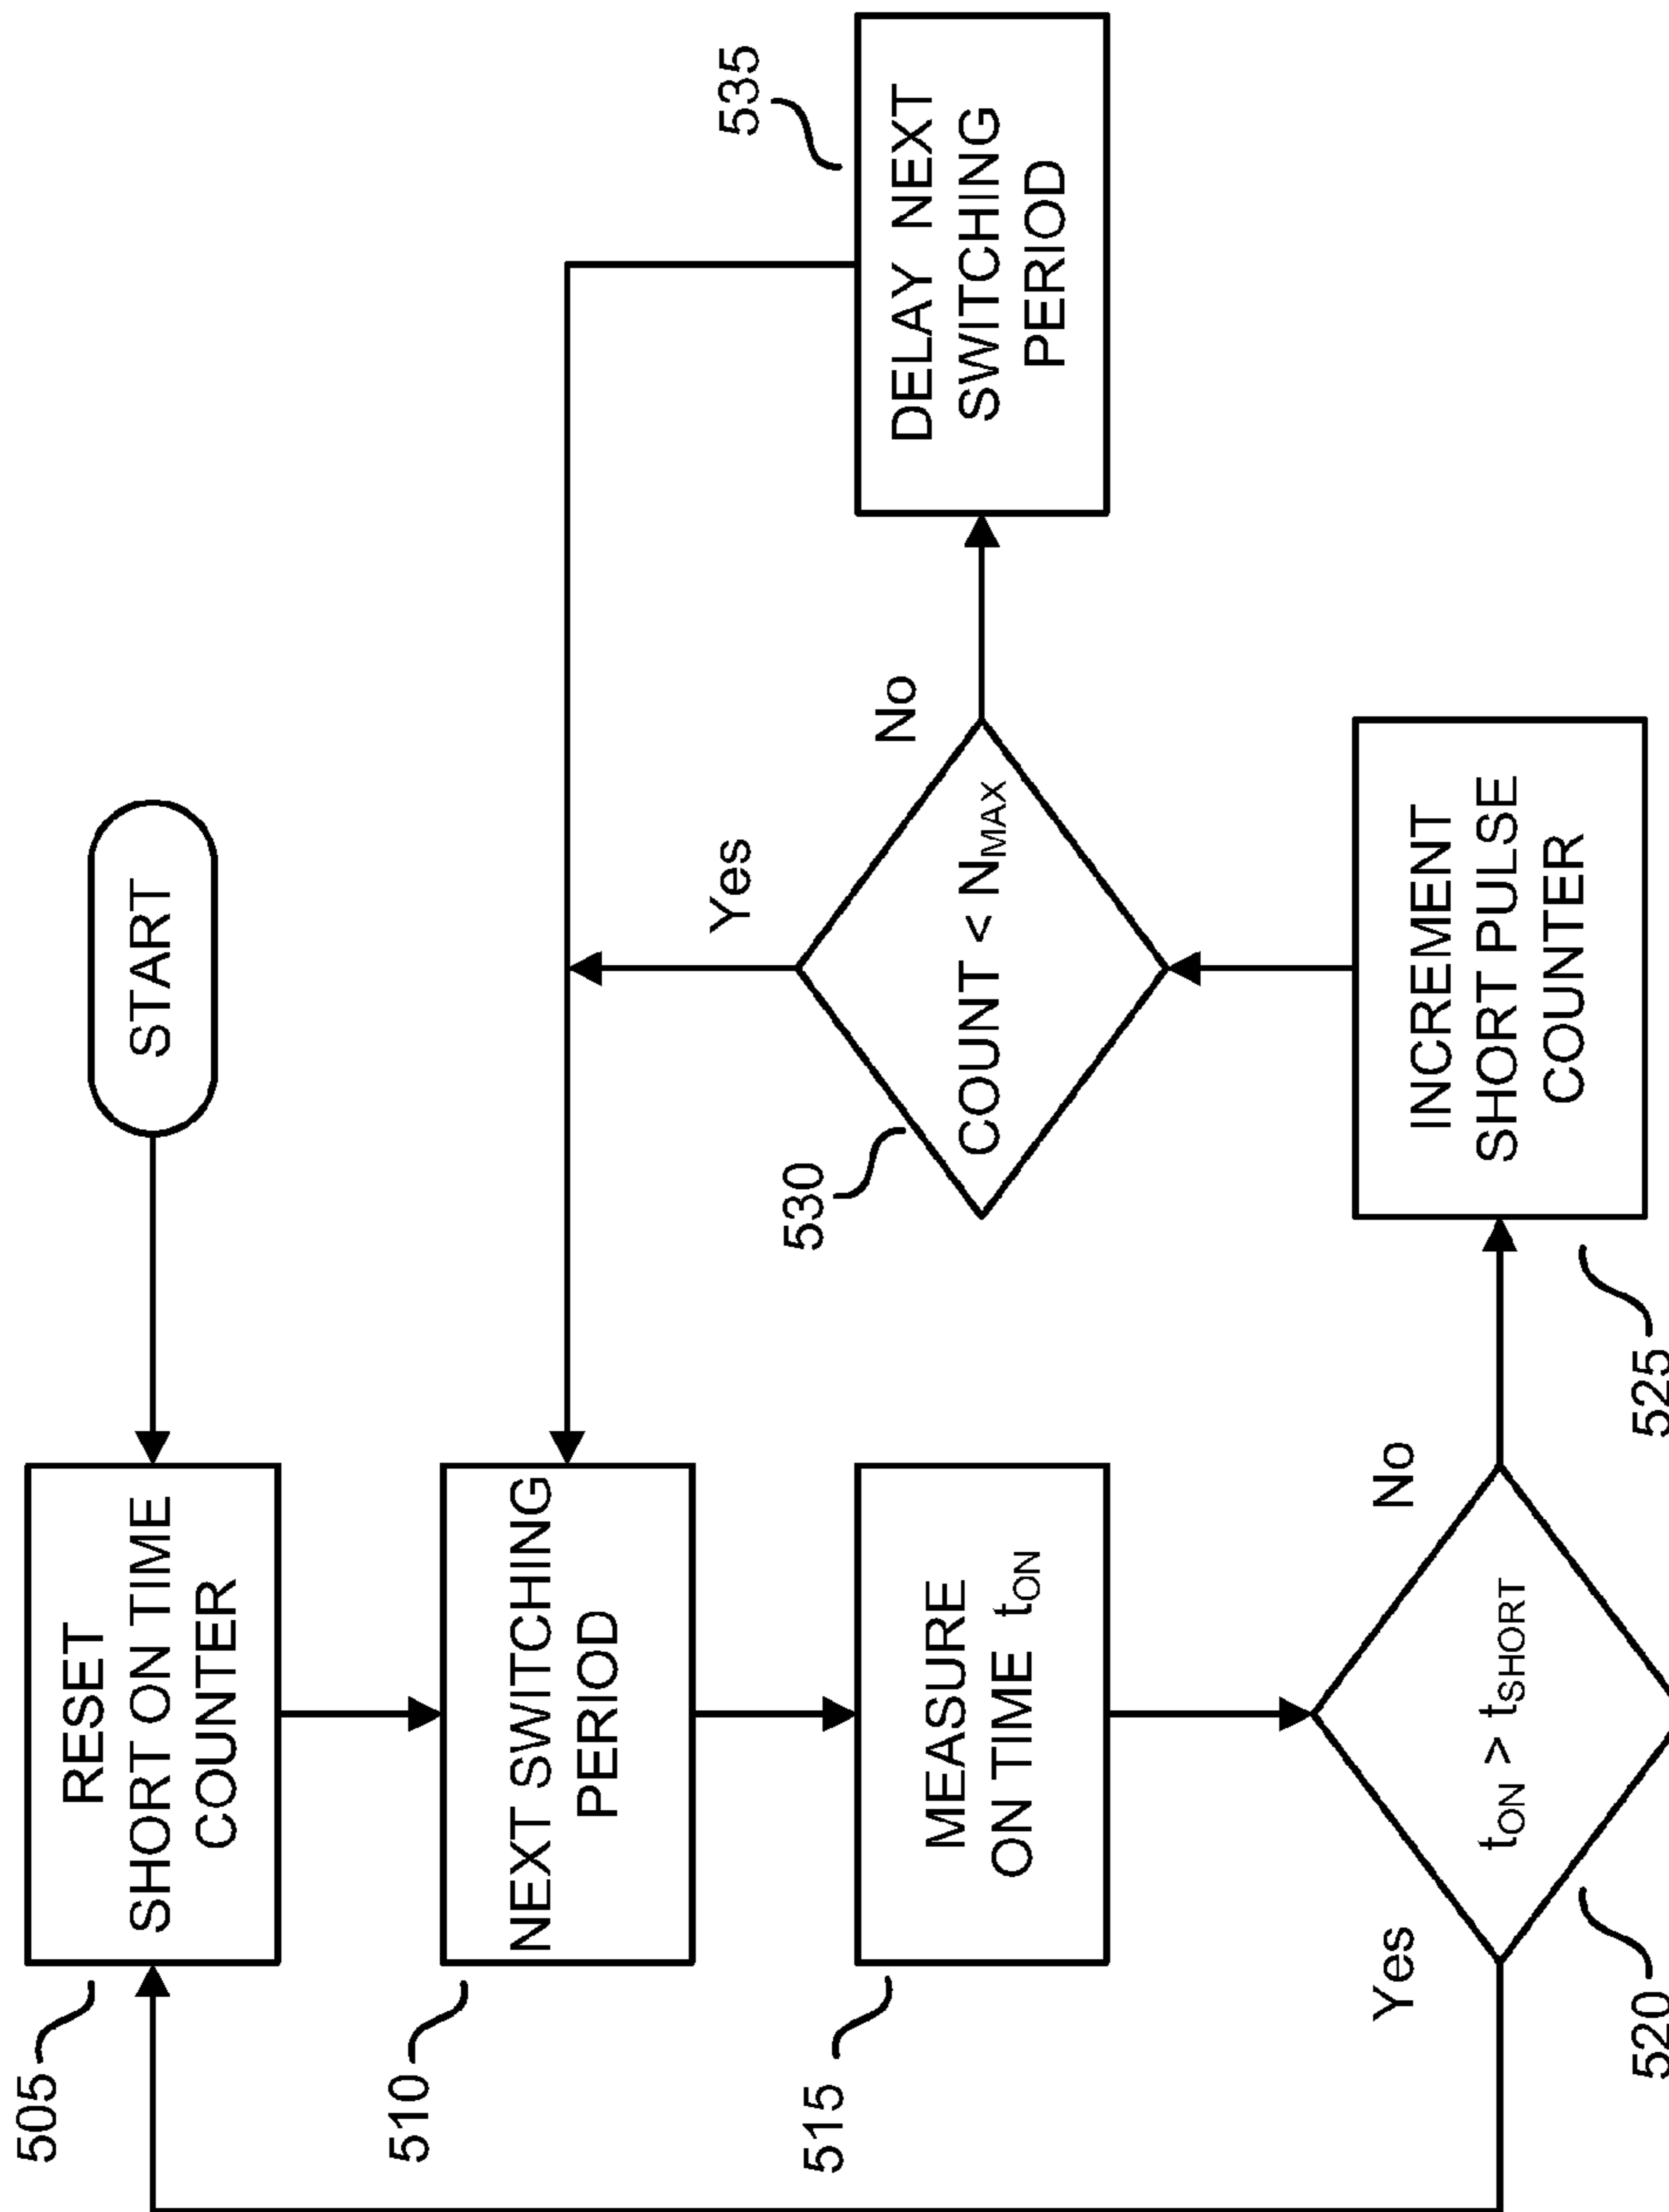 START
505
RESET
SHORT ON TIME
COUNTER
510
NEXT SWITCHING
PERIOD
515
MEASURE
ON TIME tON
520
tON > tSHORT
Yes
No
525
INCREMENT
SHORT PULSE
COUNTER
530
COUNT < NMAX
Yes
No
535
DELAY NEXT
SWITCHING
PERIOD